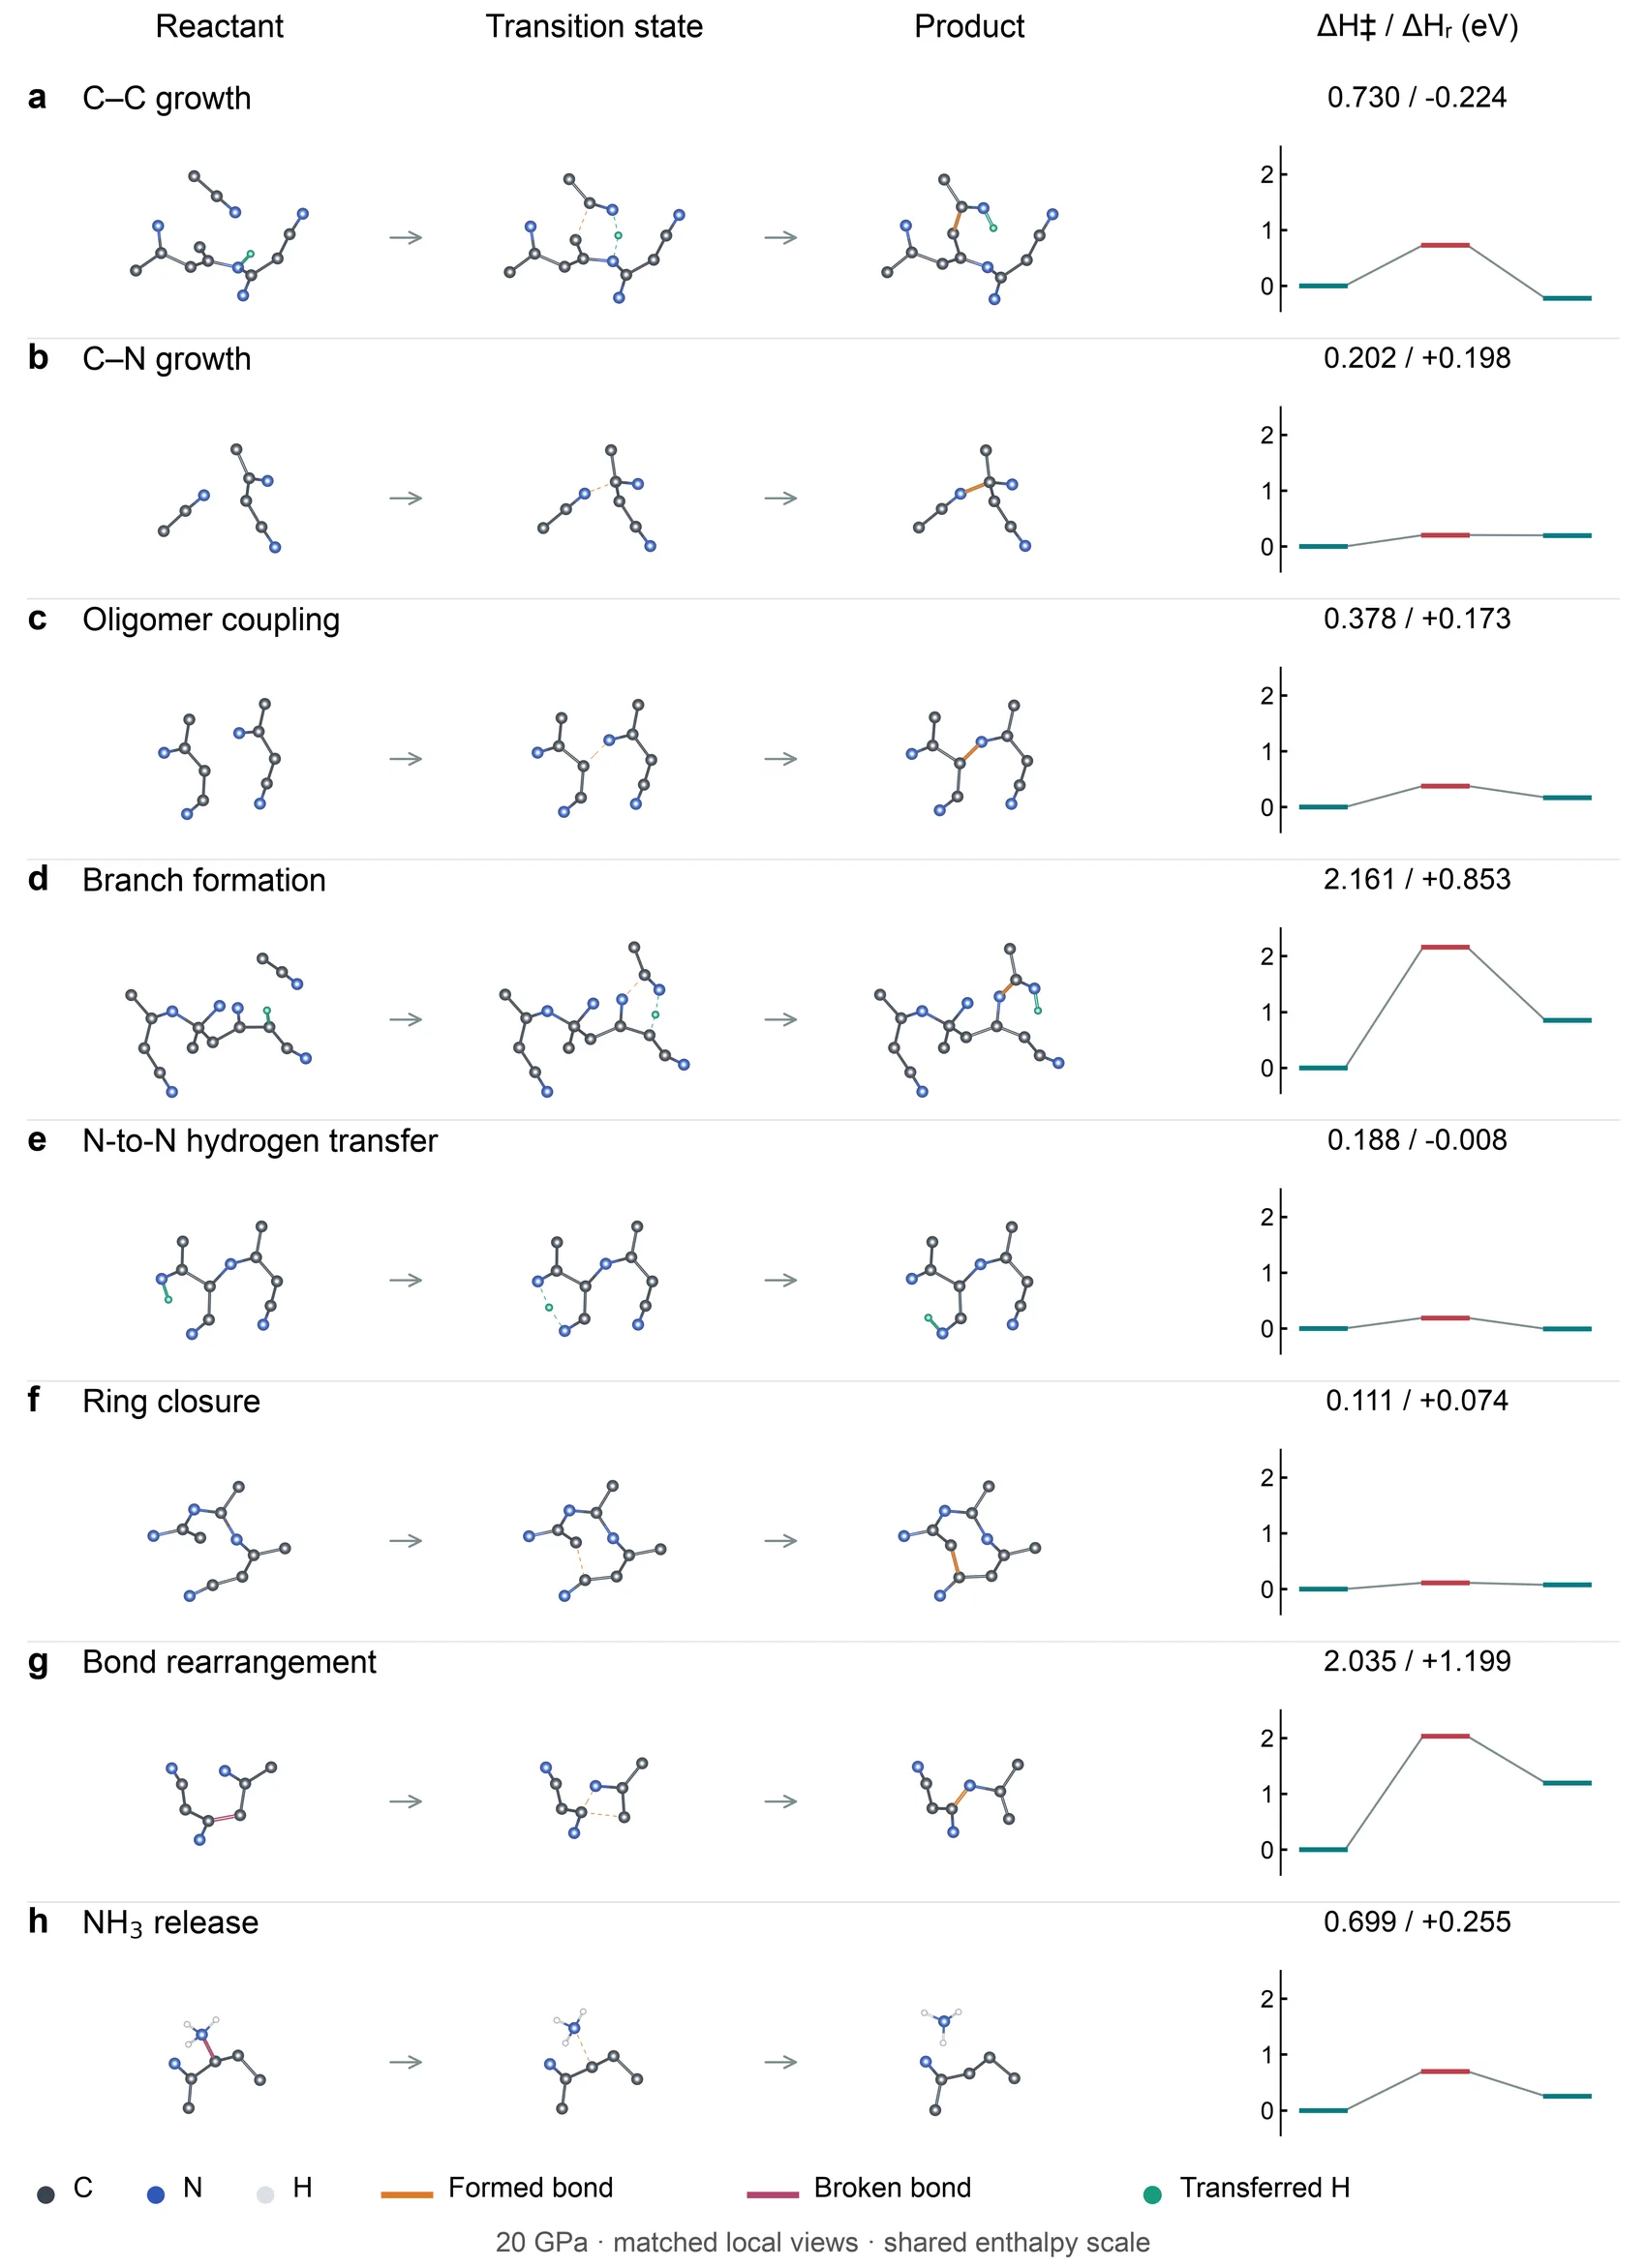 Reactant Transition state Product ΔH‡ / ΔHᵣ (eV)
a C–C growth 0.730 / -0.224
2
1
0
b C–N growth 0.202 / +0.198
2
1
0
c Oligomer coupling 0.378 / +0.173
2
1
0
d Branch formation 2.161 / +0.853
2
1
0
e N-to-N hydrogen transfer 0.188 / -0.008
2
1
0
f Ring closure 0.111 / +0.074
2
1
0
g Bond rearrangement 2.035 / +1.199
2
1
0
h NH₃ release 0.699 / +0.255
2
1
0
C N H Formed bond Broken bond Transferred H
20 GPa · matched local views · shared enthalpy scale